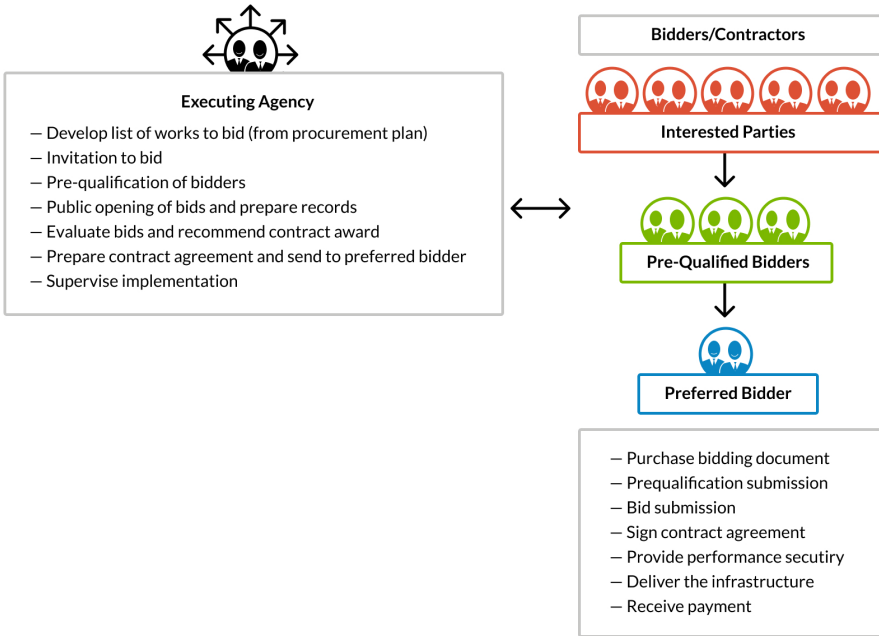 Executing Agency
— Develop list of works to bid (from procurement plan)
— Invitation to bid
— Pre-qualification of bidders
— Public opening of bids and prepare records
— Evaluate bids and recommend contract award
— Prepare contract agreement and send to preferred bidder
— Supervise implementation
Bidders/Contractors
Interested Parties
Pre-Qualified Bidders
Preferred Bidder
— Purchase bidding document
— Prequalification submission
— Bid submission
— Sign contract agreement
— Provide performance secutiry
— Deliver the infrastructure
— Receive payment